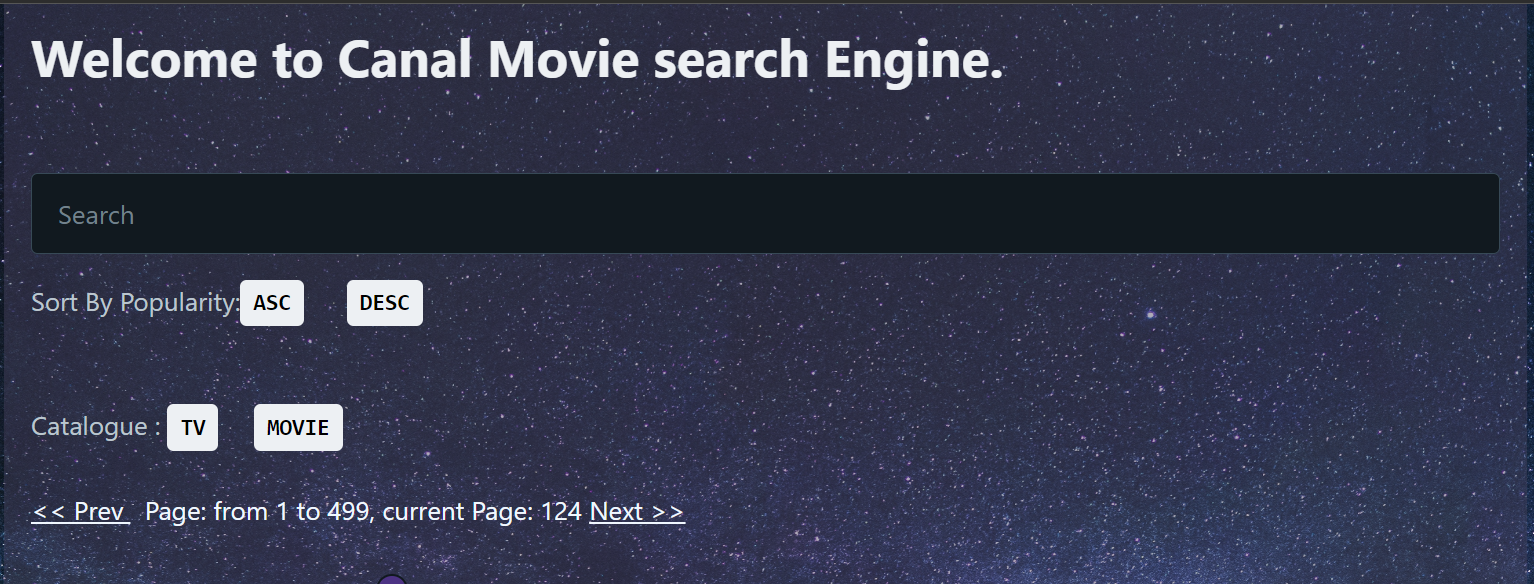 Welcome to Canal Movie search Engine.
Search
Sort By Popularity: ASC DESC
Catalogue : TV MOVIE
<< Prev Page: from 1 to 499, current Page: 124 Next >>